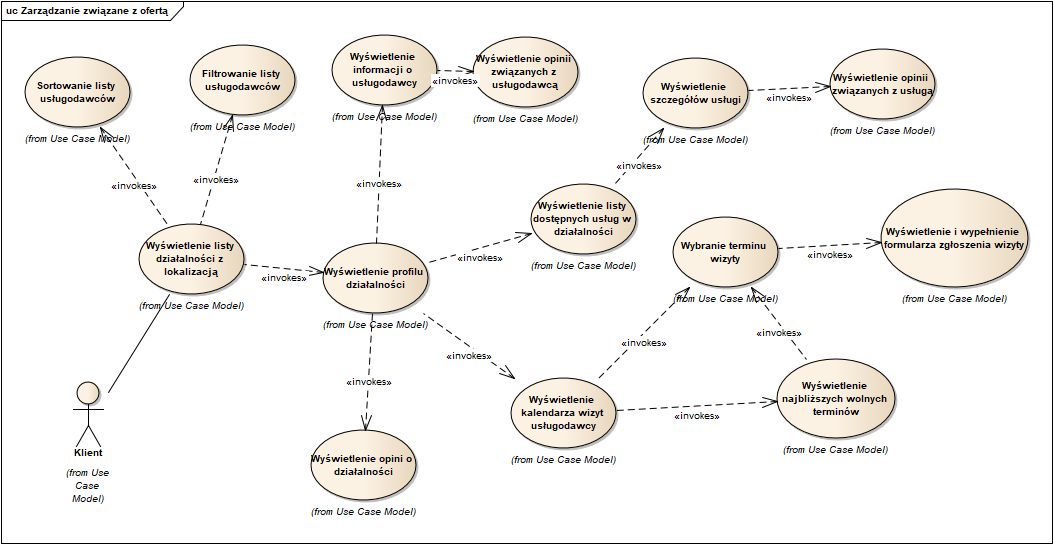 uc Zarządzanie związane z ofertą
Sortowanie listy
usługodawców
(from Use Case Model)
Filtrowanie listy
usługodawców
(from Use Case Model)
Wyświetlenie
informacji o
usługodawcy
(from Use Case Model)
«invokes»
Wyświetlenie opinii
związanych z
usługodawcą
(from Use Case Model)
Wyświetlenie
szczegółów usługi
(from Use Case Model)
«invokes»
Wyświetlenie opinii
związanych z usługą
(from Use Case Model)
«invokes»
«invokes»
«invokes»
«invokes»
Wyświetlenie listy
działalności z
lokalizacją
(from Use Case Model)
«invokes»
Wyświetlenie profilu
działalności
(from Use Case Model)
«invokes»
Wyświetlenie listy
dostępnych usług w
działalności
(from Use Case Model)
Wybranie terminu
wizyty
(from Use Case Model)
«invokes»
Wyświetlenie i wypełnienie
formularza zgłoszenia wizyty
(from Use Case Model)
«invokes»
«invokes»
«invokes»
«invokes»
Klient
(from Use
Case
Model)
Wyświetlenie opini o
działalności
(from Use Case Model)
Wyświetlenie
kalendarza wizyt
usługodawcy
(from Use Case Model)
«invokes»
Wyświetlenie
najbliższych wolnych
terminów
(from Use Case Model)